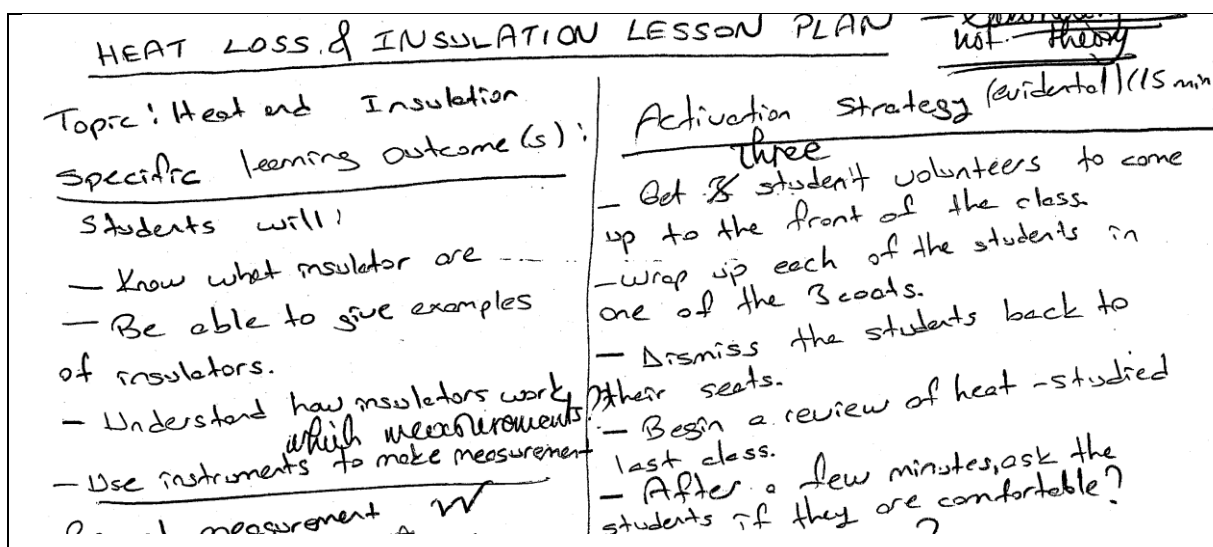 HEAT LOSS & INSULATION LESSON PLAN —
not theory
Topic: Heat and Insulation
Specific learning outcome(s):
Students will:
— Know what insulator are
— Be able to give examples
of insulators.
— Understand how insulators work ?
which measurements?
— Use instruments to make measurement
measurement
Activation Strategy (evidental) (15 min
three
— Get 3 student volunteers to come
up to the front of the class.
— wrap up each of the students in
one of the 3 coats.
— Dismiss the students back to
their seats.
— Begin a review of heat - studied
last class.
— After a few minutes, ask the
students if they are comfortable?